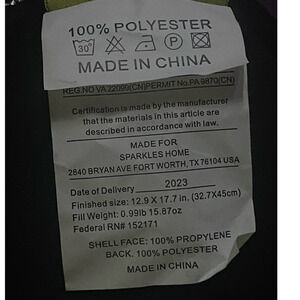 100% POLYESTER
30°
P
MADE IN CHINA
REG.NO VA 22099(CN)PERMIT No.PA 9870(CN)
Certification is made by the manufacturer
that the materials in this article are
described in accordance with law.
MADE FOR
SPARKLES HOME
2840 BRYAN AVE FORT WORTH, TX 76104 USA
Date of Delivery 2023
Finished size: 12.9 X 17.7 in. (32.7X45cm)
Fill Weight: 0.99lb 15.87oz
Federal RN# 152171
SHELL FACE: 100% PROPYLENE
BACK. 100% POLYESTER
MADE IN CHINA